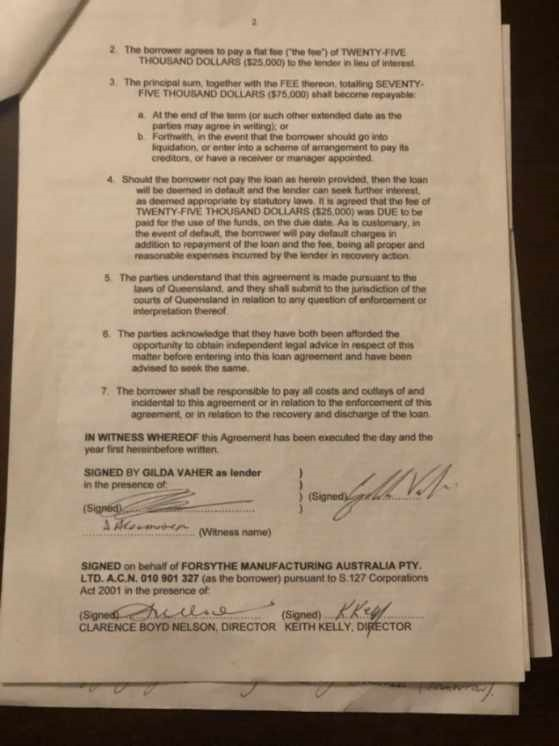 2
2. The borrower agrees to pay a flat fee ("the fee") of TWENTY-FIVE
THOUSAND DOLLARS ($25,000) to the lender in lieu of interest.
3. The principal sum, together with the FEE thereon, totalling SEVENTY-
FIVE THOUSAND DOLLARS ($75,000) shall become repayable:
a. At the end of the term (or such other extended date as the
parties may agree in writing); or
b. Forthwith, in the event that the borrower should go into
liquidation, or enter into a scheme of arrangement to pay its
creditors, or have a receiver or manager appointed.
4. Should the borrower not pay the loan as herein provided, then the loan
will be deemed in default and the lender can seek further interest,
as deemed appropriate by statutory laws. It is agreed that the fee of
TWENTY-FIVE THOUSAND DOLLARS ($25,000) was DUE to be
paid for the use of the funds, on the due date. As is customary, in
the event of default, the borrower will pay default charges in
addition to repayment of the loan and the fee, being all proper and
reasonable expenses incurred by the lender in recovery action.
5. The parties understand that this agreement is made pursuant to the
laws of Queensland, and they shall submit to the jurisdiction of the
courts of Queensland in relation to any question of enforcement or
interpretation thereof.
6. The parties acknowledge that they have both been afforded the
opportunity to obtain independent legal advice in respect of this
matter before entering into this loan agreement and have been
advised to seek the same.
7. The borrower shall be responsible to pay all costs and outlays of and
incidental to this agreement or in relation to the enforcement of this
agreement, or in relation to the recovery and discharge of the loan.
IN WITNESS WHEREOF this Agreement has been executed the day and the
year first hereinbefore written.
SIGNED BY GILDA VAHER as lender )
in the presence of: )
) (Signed)
(Signed) )
(Witness name)
SIGNED on behalf of FORSYTHE MANUFACTURING AUSTRALIA PTY.
LTD. A.C.N. 010 901 327 (as the borrower) pursuant to S.127 Corporations
Act 2001 in the presence of:
(Signed) (Signed) K Kelly
CLARENCE BOYD NELSON, DIRECTOR KEITH KELLY, DIRECTOR